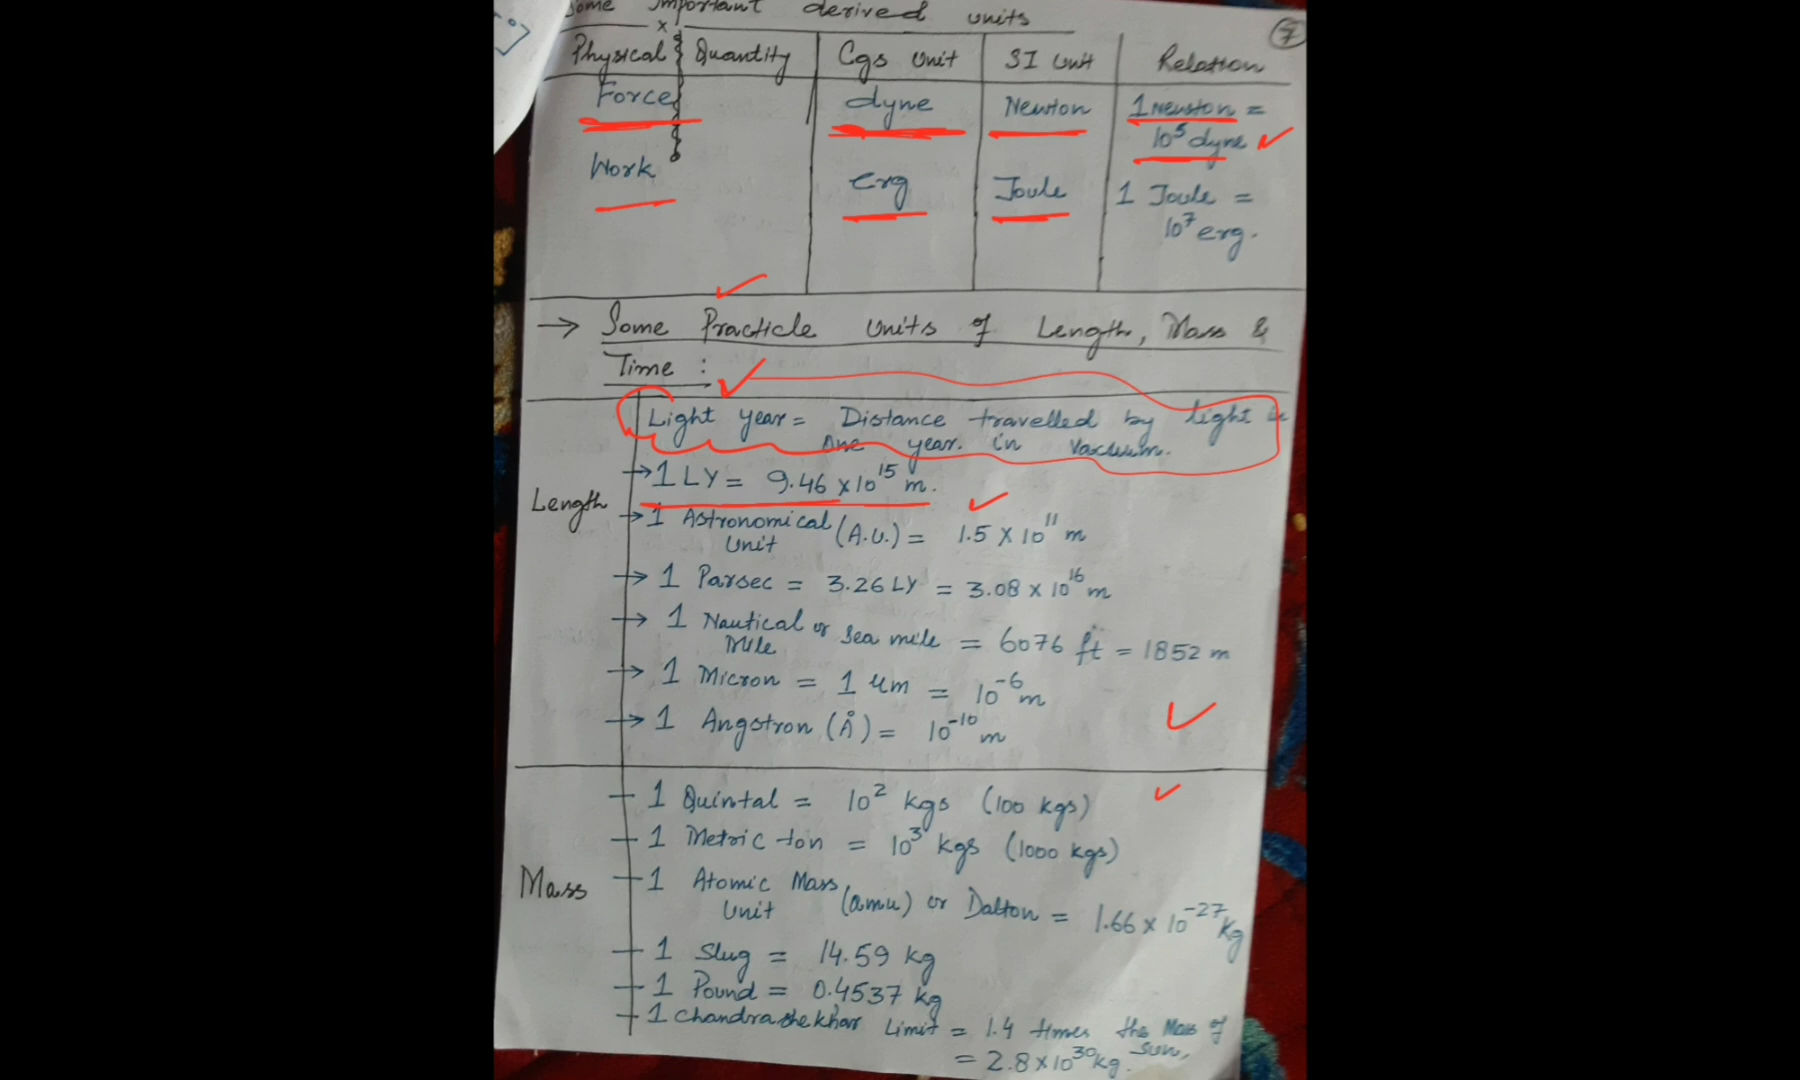 Some important derived units
7
Physical Quantity Cgs Unit SI Unit Relation
Force dyne Newton 1 Newton =
10⁵ dyne
Work erg Joule 1 Joule =
10⁷ erg.
→ Some Practicle Units of Length, Mass &
Time :
Light year = Distance travelled by light in
one year. in vaccum.
→ 1 LY = 9.46 × 10¹⁵ m.
Length
→ 1 Astronomical (A.U.) = 1.5 × 10¹¹ m
Unit
→ 1 Parsec = 3.26 LY = 3.08 × 10¹⁶ m
→ 1 Nautical or Sea mile = 6076 ft = 1852 m
Mile
→ 1 Micron = 1 μm = 10⁻⁶ m
→ 1 Angstron (Å) = 10⁻¹⁰ m
1 Quintal = 10² kgs (100 kgs)
1 Metric ton = 10³ kgs (1000 kgs)
Mass
1 Atomic Mass (amu) or Dalton = 1.66 × 10⁻²⁷ kg
Unit
1 Slug = 14.59 kg
1 Pound = 0.4537 kg
1 Chandrashekhar Limit = 1.4 times the Mass of
Sun,
= 2.8 × 10³⁰ kg.